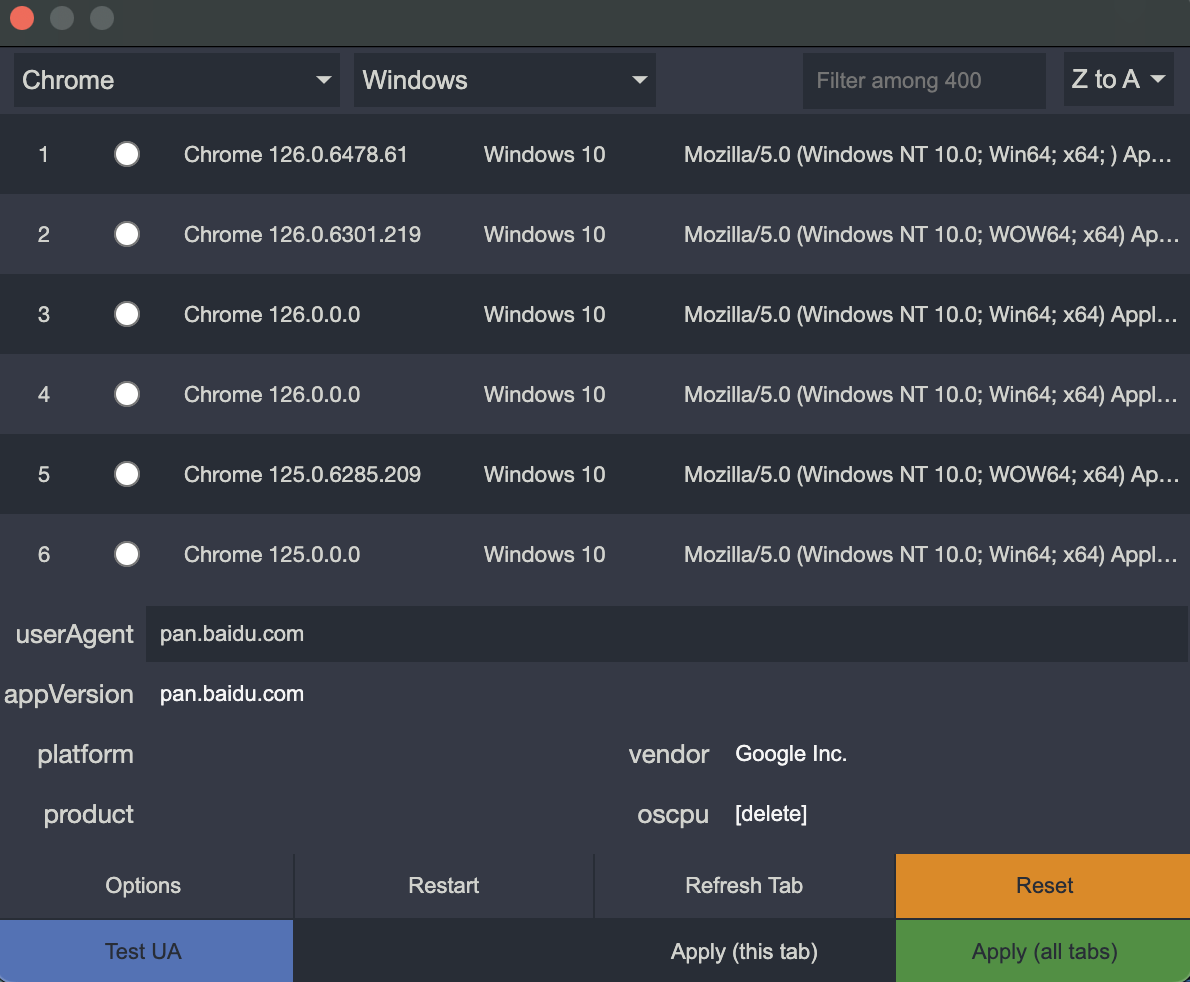 Chrome Windows Filter among 400 Z to A
1 Chrome 126.0.6478.61 Windows 10 Mozilla/5.0 (Windows NT 10.0; Win64; x64; ) Ap…
2 Chrome 126.0.6301.219 Windows 10 Mozilla/5.0 (Windows NT 10.0; WOW64; x64) Ap…
3 Chrome 126.0.0.0 Windows 10 Mozilla/5.0 (Windows NT 10.0; Win64; x64) Appl…
4 Chrome 126.0.0.0 Windows 10 Mozilla/5.0 (Windows NT 10.0; Win64; x64) Appl…
5 Chrome 125.0.6285.209 Windows 10 Mozilla/5.0 (Windows NT 10.0; WOW64; x64) Ap…
6 Chrome 125.0.0.0 Windows 10 Mozilla/5.0 (Windows NT 10.0; Win64; x64) Appl…
userAgent pan.baidu.com
appVersion pan.baidu.com
platform vendor Google Inc.
product oscpu [delete]
Options Restart Refresh Tab Reset
Test UA Apply (this tab) Apply (all tabs)